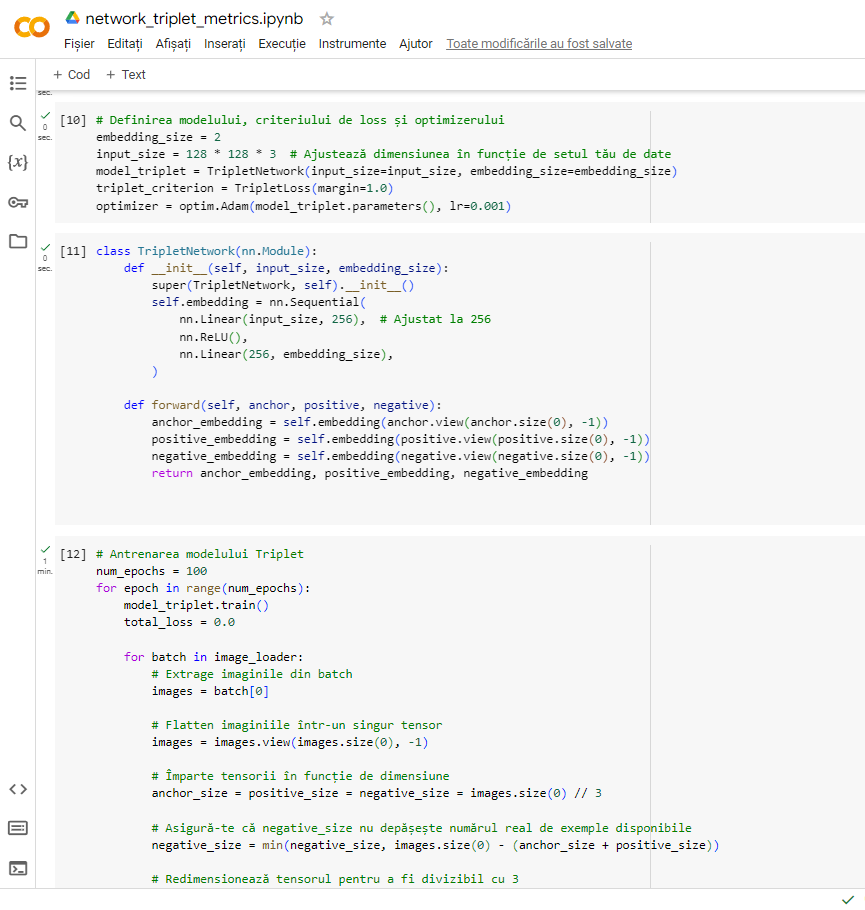 network_triplet_metrics.ipynb
Fișier Editați Afișați Inserați Execuție Instrumente Ajutor Toate modificările au fost salvate
+ Cod + Text
sec.
[10] # Definirea modelului, criteriului de loss și optimizerului
0
sec.
embedding_size = 2
input_size = 128 * 128 * 3  # Ajustează dimensiunea în funcție de setul tău de date
model_triplet = TripletNetwork(input_size=input_size, embedding_size=embedding_size)
triplet_criterion = TripletLoss(margin=1.0)
optimizer = optim.Adam(model_triplet.parameters(), lr=0.001)
[11] class TripletNetwork(nn.Module):
0
sec.
    def __init__(self, input_size, embedding_size):
        super(TripletNetwork, self).__init__()
        self.embedding = nn.Sequential(
            nn.Linear(input_size, 256),  # Ajustat la 256
            nn.ReLU(),
            nn.Linear(256, embedding_size),
        )
    def forward(self, anchor, positive, negative):
        anchor_embedding = self.embedding(anchor.view(anchor.size(0), -1))
        positive_embedding = self.embedding(positive.view(positive.size(0), -1))
        negative_embedding = self.embedding(negative.view(negative.size(0), -1))
        return anchor_embedding, positive_embedding, negative_embedding
[12] # Antrenarea modelului Triplet
1
min.
num_epochs = 100
for epoch in range(num_epochs):
    model_triplet.train()
    total_loss = 0.0
    for batch in image_loader:
        # Extrage imaginile din batch
        images = batch[0]
        # Flatten imaginiile într-un singur tensor
        images = images.view(images.size(0), -1)
        # Împarte tensorii în funcție de dimensiune
        anchor_size = positive_size = negative_size = images.size(0) // 3
        # Asigură-te că negative_size nu depășește numărul real de exemple disponibile
        negative_size = min(negative_size, images.size(0) - (anchor_size + positive_size))
        # Redimensionează tensorul pentru a fi divizibil cu 3